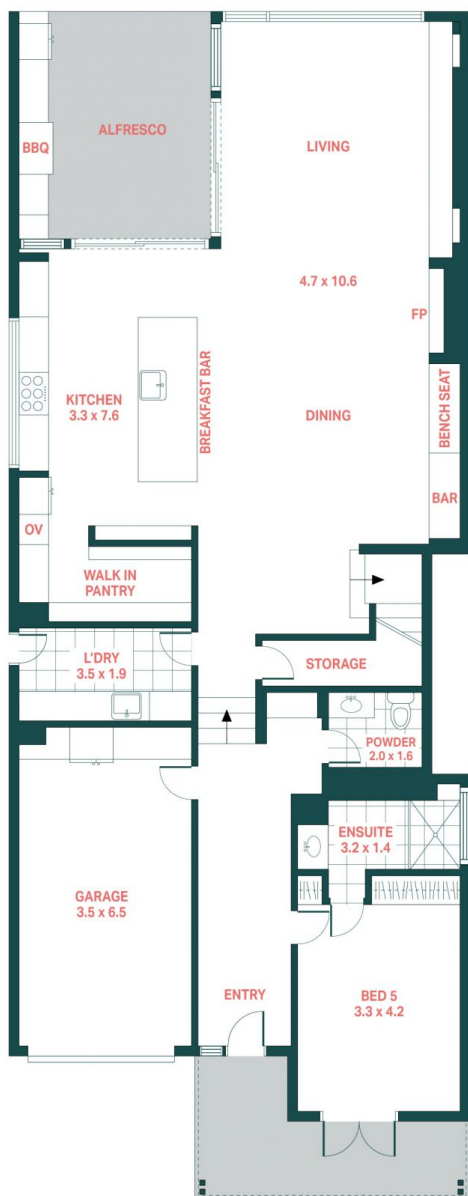 ALFRESCO
BBQ
LIVING
4.7 x 10.6
FP
KITCHEN
3.3 x 7.6
BREAKFAST BAR
DINING
BENCH SEAT
BAR
OV
WALK IN
PANTRY
L'DRY
3.5 x 1.9
STORAGE
POWDER
2.0 x 1.6
ENSUITE
3.2 x 1.4
GARAGE
3.5 x 6.5
BED 5
3.3 x 4.2
ENTRY